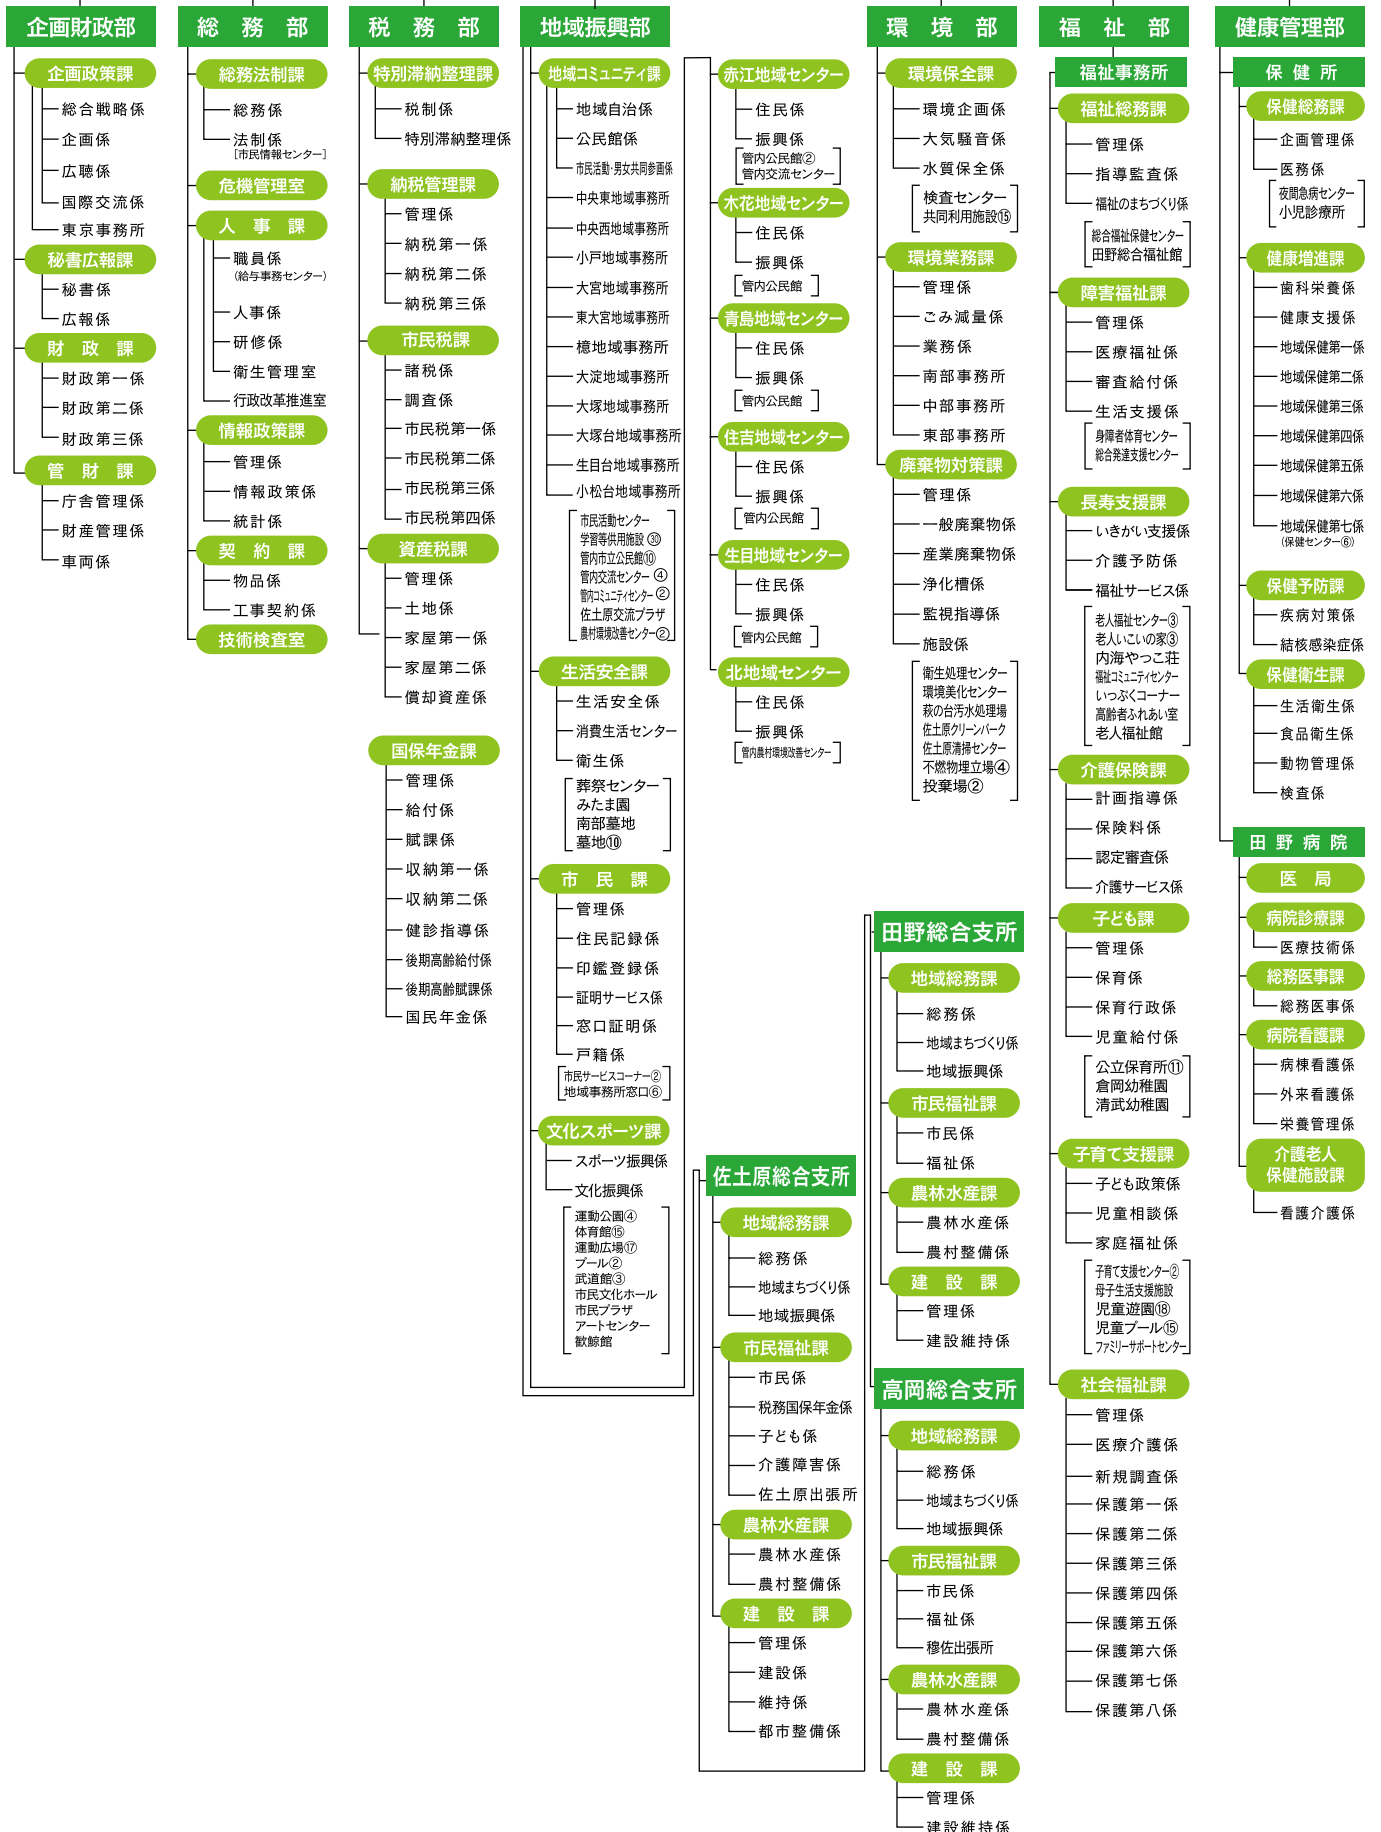 企画財政部
企画政策課
総合戦略係
企画係
広聴係
国際交流係
東京事務所
秘書広報課
秘書係
広報係
財政課
財政第一係
財政第二係
財政第三係
管財課
庁舎管理係
財産管理係
車両係
総務部
総務法制課
総務係
法制係
[市民情報センター]
危機管理室
人事課
職員係
(給与事務センター)
人事係
研修係
衛生管理室
行政改革推進室
情報政策課
管理係
情報政策係
統計係
契約課
物品係
工事契約係
技術検査室
税務部
特別滞納整理課
税制係
特別滞納整理係
納税管理課
管理係
納税第一係
納税第二係
納税第三係
市民税課
諸税係
調査係
市民税第一係
市民税第二係
市民税第三係
市民税第四係
資産税課
管理係
土地係
家屋第一係
家屋第二係
償却資産係
国保年金課
管理係
給付係
賦課係
収納第一係
収納第二係
健診指導係
後期高齢給付係
後期高齢賦課係
国民年金係
地域振興部
地域コミュニティ課
地域自治係
公民館係
市民活動・男女共同参画係
中央東地域事務所
中央西地域事務所
小戸地域事務所
大宮地域事務所
東大宮地域事務所
檍地域事務所
大淀地域事務所
大塚地域事務所
大塚台地域事務所
生目台地域事務所
小松台地域事務所
市民活動センター
学習等供用施設㉚
管内市立公民館⑩
管内交流センター④
管内コミュニティセンター②
佐土原交流プラザ
農村環境改善センター②
生活安全課
生活安全係
消費生活センター
衛生係
葬祭センター
みたま園
南部墓地
墓地⑩
市民課
管理係
住民記録係
印鑑登録係
証明サービス係
窓口証明係
戸籍係
市民サービスコーナー②
地域事務所窓口⑥
文化スポーツ課
スポーツ振興係
文化振興係
運動公園④
体育館⑮
運動広場⑰
プール②
武道館③
市民文化ホール
市民プラザ
アートセンター
歓鯨館
赤江地域センター
住民係
振興係
管内公民館②
管内交流センター
木花地域センター
住民係
振興係
管内公民館
青島地域センター
住民係
振興係
管内公民館
住吉地域センター
住民係
振興係
管内公民館
生目地域センター
住民係
振興係
管内公民館
北地域センター
住民係
振興係
管内農村環境改善センター
佐土原総合支所
地域総務課
総務係
地域まちづくり係
地域振興係
市民福祉課
市民係
税務国保年金係
子ども係
介護障害係
佐土原出張所
農林水産課
農林水産係
農村整備係
建設課
管理係
建設係
維持係
都市整備係
環境部
環境保全課
環境企画係
大気騒音係
水質保全係
検査センター
共同利用施設⑮
環境業務課
管理係
ごみ減量係
業務係
南部事務所
中部事務所
東部事務所
廃棄物対策課
管理係
一般廃棄物係
産業廃棄物係
浄化槽係
監視指導係
施設係
衛生処理センター
環境美化センター
萩の台汚水処理場
佐土原クリーンパーク
佐土原清掃センター
不燃物埋立場④
投棄場②
田野総合支所
地域総務課
総務係
地域まちづくり係
地域振興係
市民福祉課
市民係
福祉係
農林水産課
農林水産係
農村整備係
建設課
管理係
建設維持係
高岡総合支所
地域総務課
総務係
地域まちづくり係
地域振興係
市民福祉課
市民係
福祉係
穆佐出張所
農林水産課
農林水産係
農村整備係
建設課
管理係
建設維持係
福祉部
福祉事務所
福祉総務課
管理係
指導監査係
福祉のまちづくり係
総合福祉保健センター
田野総合福祉館
障害福祉課
管理係
医療福祉係
審査給付係
生活支援係
身障者体育センター
総合発達支援センター
長寿支援課
いきがい支援係
介護予防係
福祉サービス係
老人福祉センター③
老人いこいの家③
内海やっこ荘
福祉コミュニティセンター
いっぷくコーナー
高齢者ふれあい室
老人福祉館
介護保険課
計画指導係
保険料係
認定審査係
介護サービス係
子ども課
管理係
保育係
保育行政係
児童給付係
公立保育所⑪
倉岡幼稚園
清武幼稚園
子育て支援課
子ども政策係
児童相談係
家庭福祉係
子育て支援センター②
母子生活支援施設
児童遊園⑱
児童プール⑮
ファミリーサポートセンター
社会福祉課
管理係
医療介護係
新規調査係
保護第一係
保護第二係
保護第三係
保護第四係
保護第五係
保護第六係
保護第七係
保護第八係
健康管理部
保健所
保健総務課
企画管理係
医務係
夜間急病センター
小児診療所
健康増進課
歯科栄養係
健康支援係
地域保健第一係
地域保健第二係
地域保健第三係
地域保健第四係
地域保健第五係
地域保健第六係
地域保健第七係
(保健センター⑥)
保健予防課
疾病対策係
結核感染症係
保健衛生課
生活衛生係
食品衛生係
動物管理係
検査係
田野病院
医局
病院診療課
医療技術係
総務医事課
総務医事係
病院看護課
病棟看護係
外来看護係
栄養管理係
介護老人
保健施設課
看護介護係